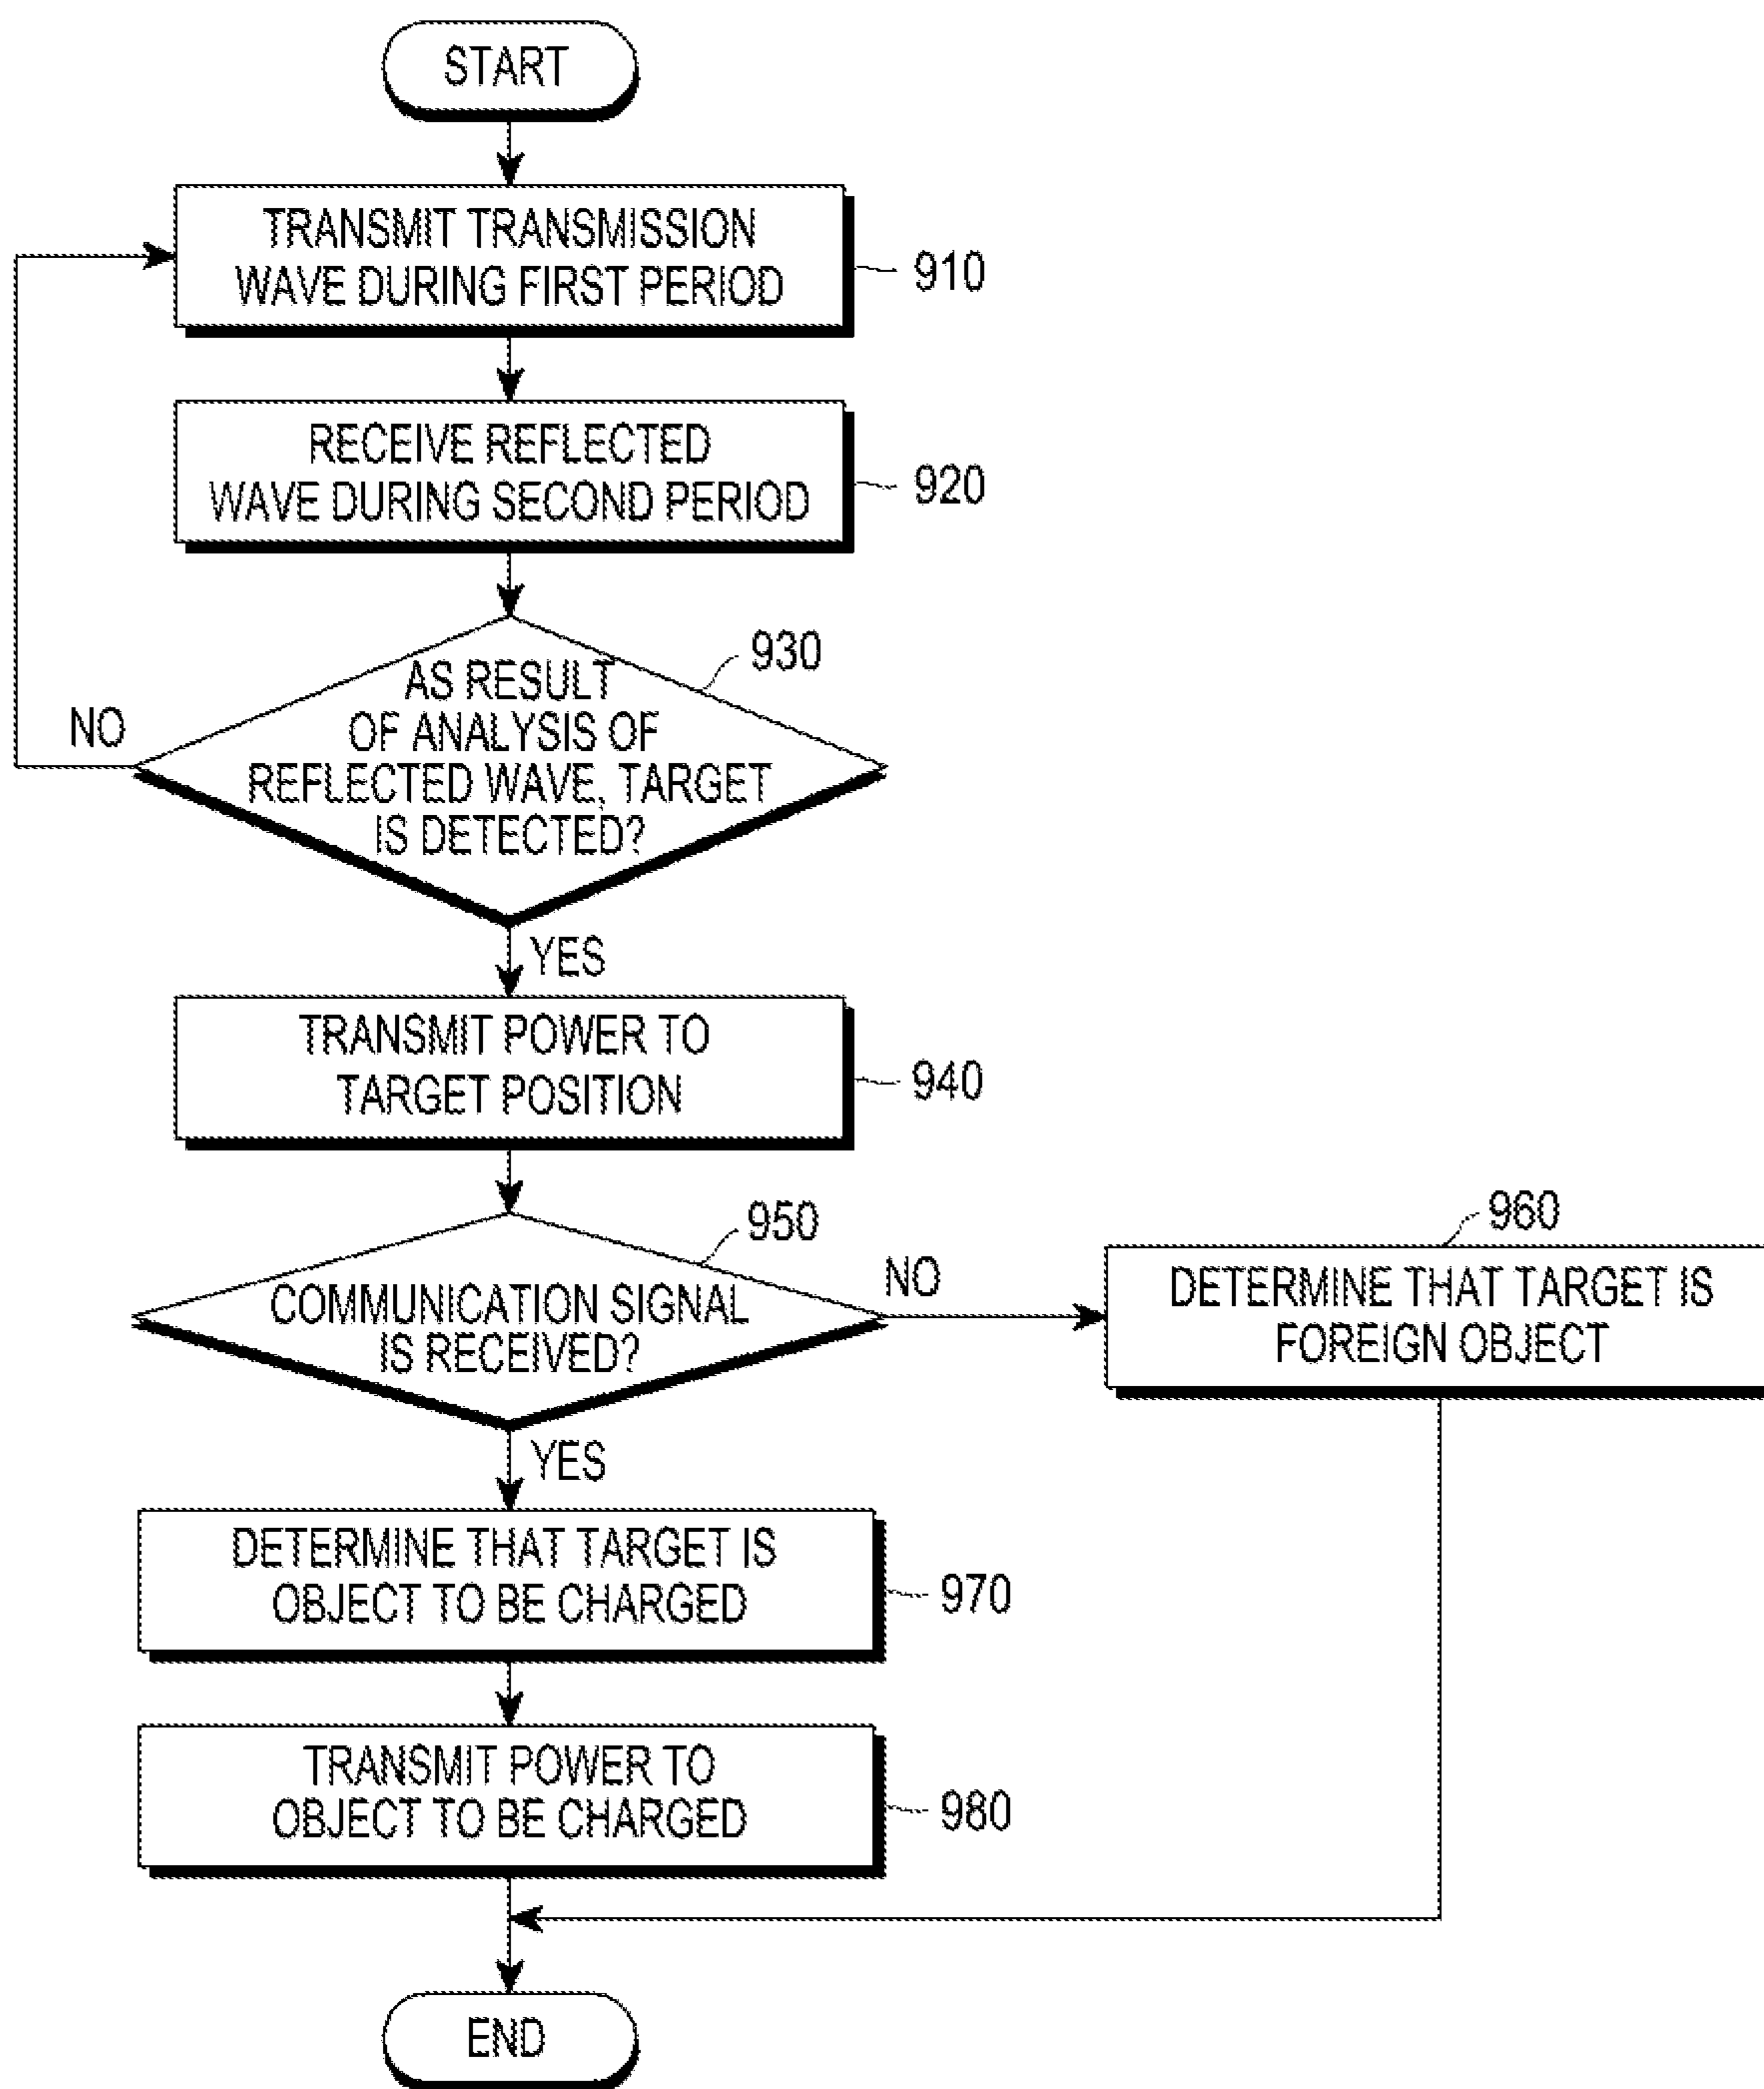 START
TRANSMIT TRANSMISSION
WAVE DURING FIRST PERIOD
910
RECEIVE REFLECTED
WAVE DURING SECOND PERIOD
920
930
AS RESULT
OF ANALYSIS OF
REFLECTED WAVE, TARGET
IS DETECTED?
NO
YES
TRANSMIT POWER TO
TARGET POSITION
940
950
COMMUNICATION SIGNAL
IS RECEIVED?
NO
960
DETERMINE THAT TARGET IS
FOREIGN OBJECT
YES
DETERMINE THAT TARGET IS
OBJECT TO BE CHARGED
970
TRANSMIT POWER TO
OBJECT TO BE CHARGED
980
END